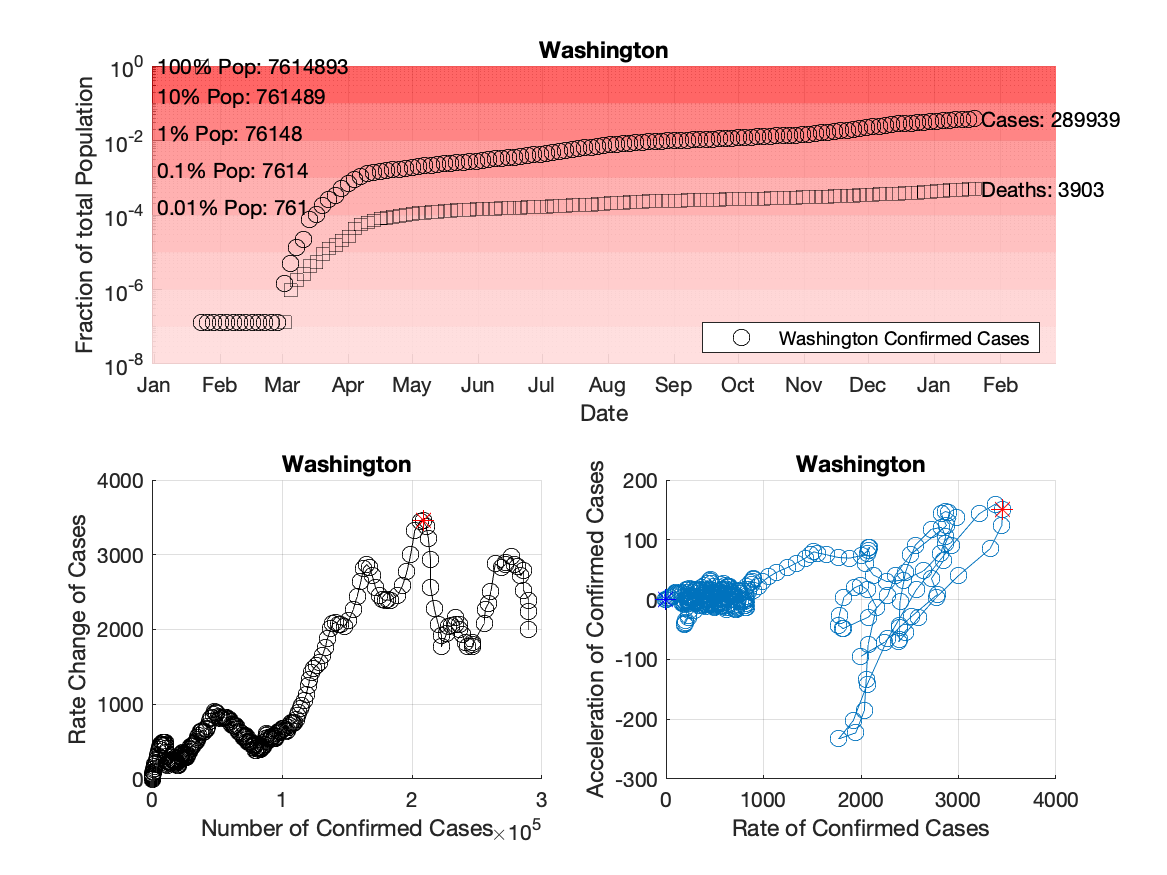 Washington
10^0
100% Pop: 7614893
10% Pop: 761489
10^-2
1% Pop: 76148
Cases: 289939
0.1% Pop: 7614
10^-4
0.01% Pop: 761
Deaths: 3903
10^-6
10^-8
Fraction of total Population
Washington Confirmed Cases
Jan Feb Mar Apr May Jun Jul Aug Sep Oct Nov Dec Jan Feb
Date
Washington
4000
3000
2000
1000
0
Rate Change of Cases
0 1 2 3
Number of Confirmed Cases ×10^5
Washington
200
100
0
-100
-200
-300
Acceleration of Confirmed Cases
0 1000 2000 3000 4000
Rate of Confirmed Cases